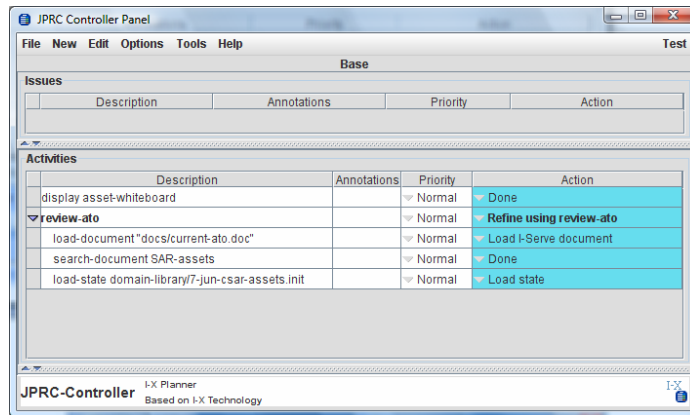 JPRC Controller Panel
File New Edit Options Tools Help Test
Base
Issues
Description Annotations Priority Action
Activities
Description Annotations Priority Action
display asset-whiteboard Normal Done
review-ato Normal Refine using review-ato
load-document "docs/current-ato.doc" Normal Load I-Serve document
search-document SAR-assets Normal Done
load-state domain-library/7-jun-csar-assets.init Normal Load state
JPRC-Controller I-X Planner I-X
Based on I-X Technology